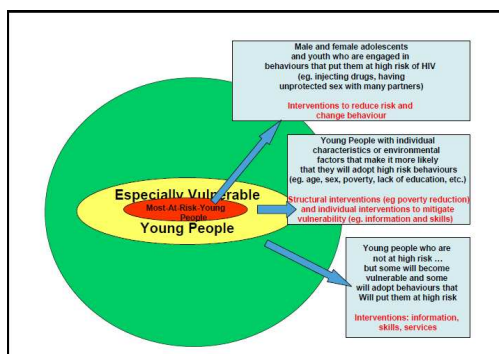 Male and female adolescents
and youth who are engaged in
behaviours that put them at high risk of HIV
(eg. injecting drugs, having
unprotected sex with many partners)
Interventions to reduce risk and
change behaviour
Young People with individual
characteristics or environmental
factors that make it more likely
that they will adopt high risk behaviours
(eg. age, sex, poverty, lack of education, etc.)
Structural interventions (eg poverty reduction)
and individual interventions to mitigate
vulnerability (eg. information and skills)
Especially Vulnerable
Most-At-Risk-Young
People
Young People
Young people who are
not at high risk ...
but some will become
vulnerable and some
will adopt behaviours that
Will put them at high risk
Interventions: information,
skills, services